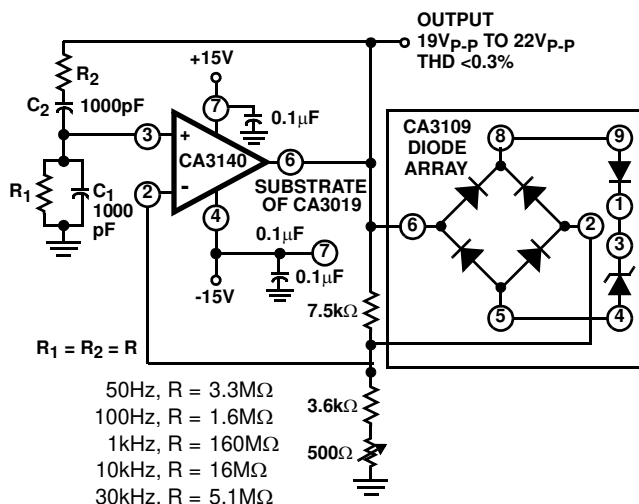 OUTPUT
19VP-P TO 22VP-P
THD <0.3%
+15V
R2
C2
1000pF
7
0.1µF
3
+
CA3140
6
2
-
SUBSTRATE
OF CA3019
R1
C1
1000
pF
4
0.1µF
7
0.1µF
-15V
7.5kΩ
CA3109
DIODE
ARRAY
8
9
6
2
1
3
5
4
R1 = R2 = R
50Hz, R = 3.3MΩ
100Hz, R = 1.6MΩ
1kHz, R = 160MΩ
10kHz, R = 16MΩ
30kHz, R = 5.1MΩ
3.6kΩ
500Ω